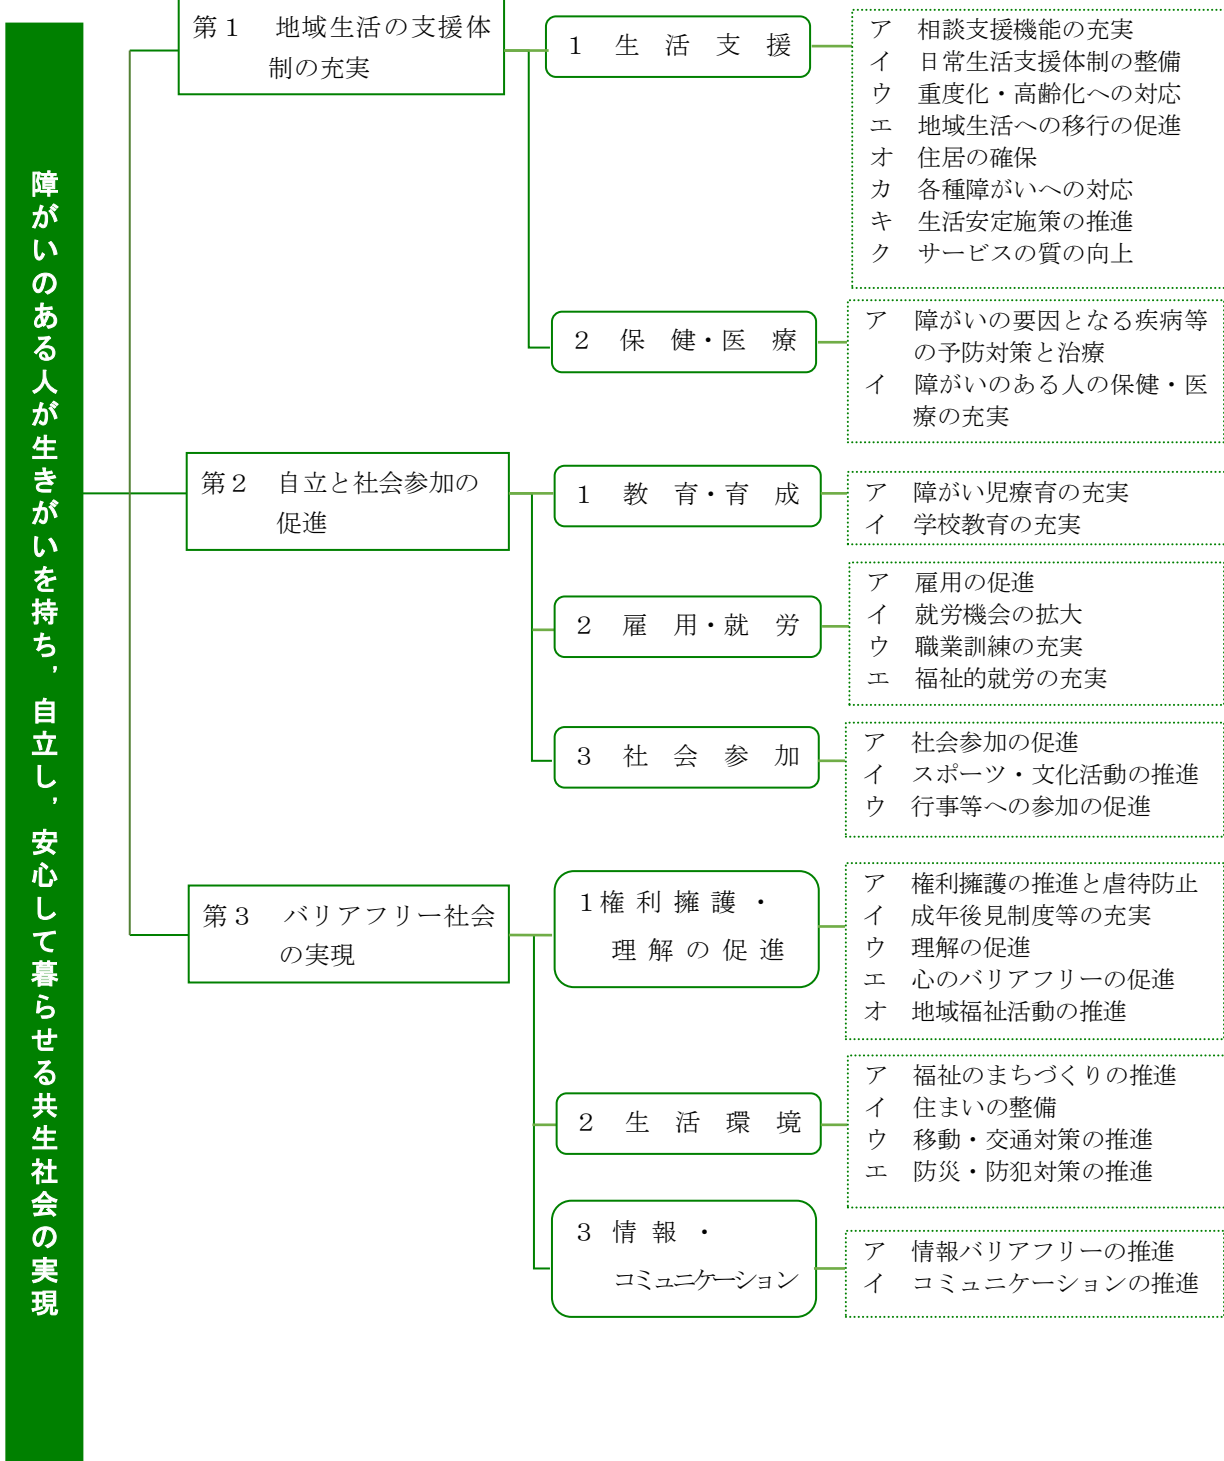 障がいのある人が生きがいを持ち，自立し，安心して暮らせる共生社会の実現
第１　地域生活の支援体
制の充実
１　生　活　支　援
ア　相談支援機能の充実
イ　日常生活支援体制の整備
ウ　重度化・高齢化への対応
エ　地域生活への移行の促進
オ　住居の確保
カ　各種障がいへの対応
キ　生活安定施策の推進
ク　サービスの質の向上
２　保　健・医　療
ア　障がいの要因となる疾病等
の予防対策と治療
イ　障がいのある人の保健・医
療の充実
第２　自立と社会参加の
促進
１　教　育・育　成
ア　障がい児療育の充実
イ　学校教育の充実
２　雇　用・就　労
ア　雇用の促進
イ　就労機会の拡大
ウ　職業訓練の充実
エ　福祉的就労の充実
３　社　会　参　加
ア　社会参加の促進
イ　スポーツ・文化活動の推進
ウ　行事等への参加の促進
第３　バリアフリー社会
の実現
１権 利 擁 護 ・
理 解 の 促 進
ア　権利擁護の推進と虐待防止
イ　成年後見制度等の充実
ウ　理解の促進
エ　心のバリアフリーの促進
オ　地域福祉活動の推進
２　生　活　環　境
ア　福祉のまちづくりの推進
イ　住まいの整備
ウ　移動・交通対策の推進
エ　防災・防犯対策の推進
３ 情 報 ・
コミュニケーション
ア　情報バリアフリーの推進
イ　コミュニケーションの推進